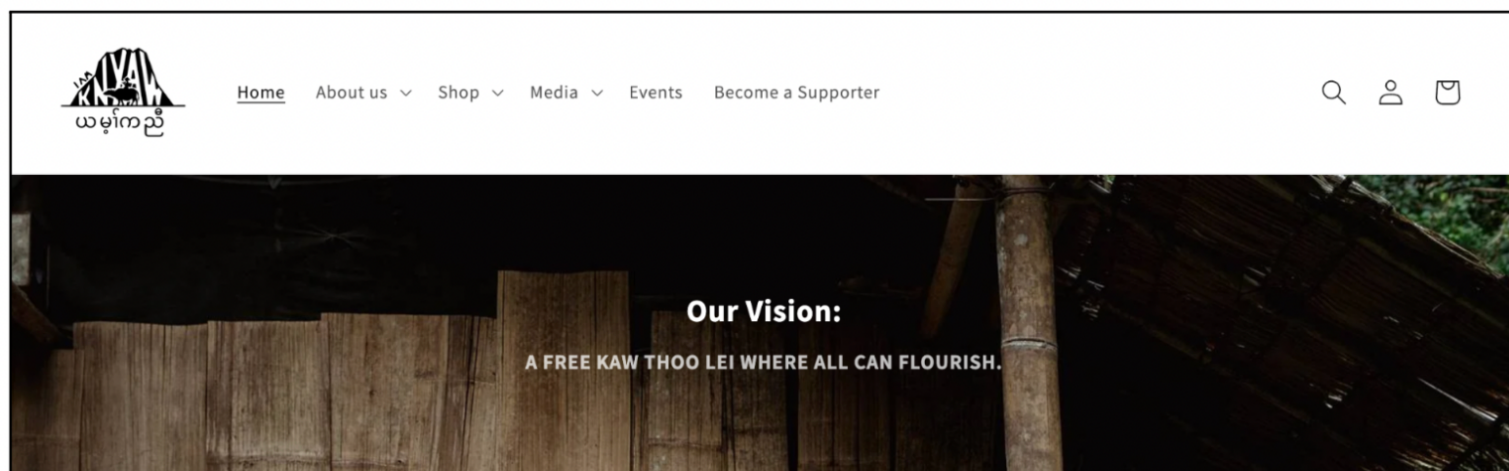 I AM
KNYAW
ယမ့ၢ်ကညီ
Home About us Shop Media Events Become a Supporter
Our Vision:
A FREE KAW THOO LEI WHERE ALL CAN FLOURISH.